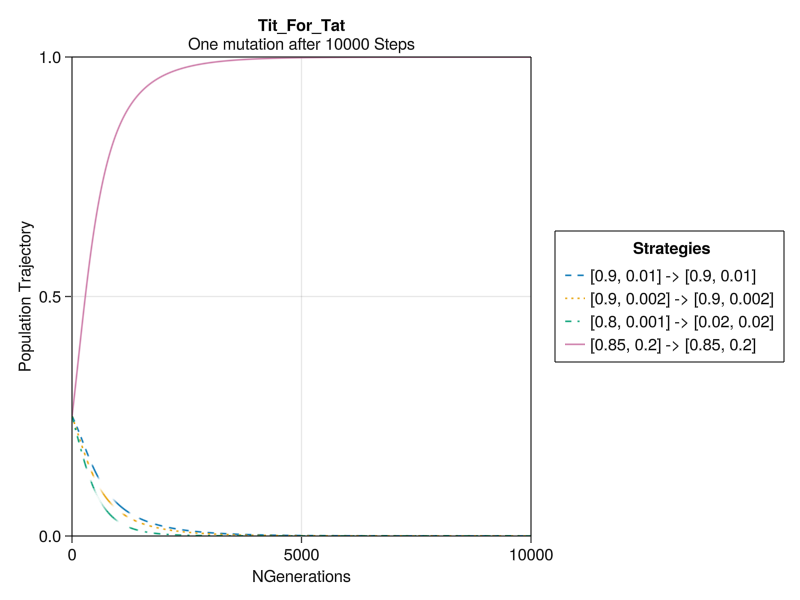 Tit_For_Tat
One mutation after 10000 Steps
1.0
0.5
0.0
Population Trajectory
0
5000
10000
NGenerations
Strategies
[0.9, 0.01] -> [0.9, 0.01]
[0.9, 0.002] -> [0.9, 0.002]
[0.8, 0.001] -> [0.02, 0.02]
[0.85, 0.2] -> [0.85, 0.2]